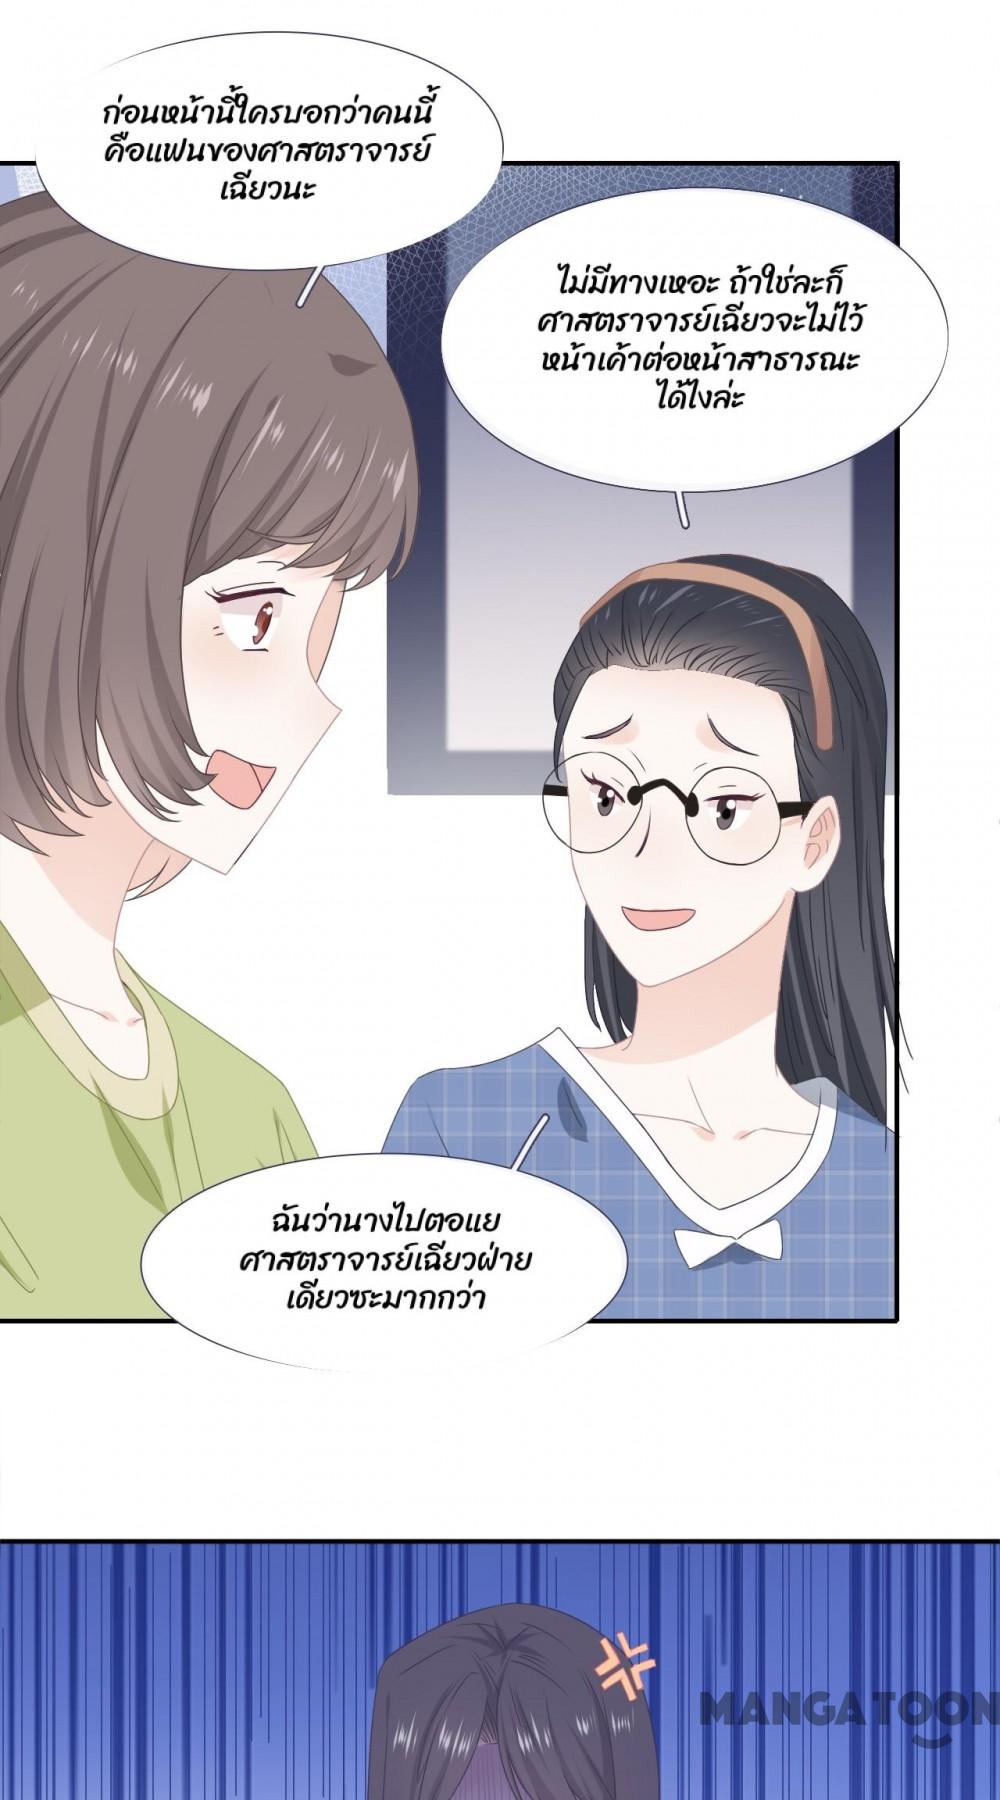 ก่อนหน้านี้ใครบอกว่าคนนี้
คือแฟนของศาสตราจารย์
เฉียวนะ
ไม่มีทางเหอะ ถ้าใช่ละก็
ศาสตราจารย์เฉียวจะไม่ไว้
หน้าเค้าต่อหน้าสาธารณะ
ได้ไงล่ะ
ฉันว่านางไปตอแย
ศาสตราจารย์เฉียวฝ่าย
เดียวซะมากกว่า
MANGATOON